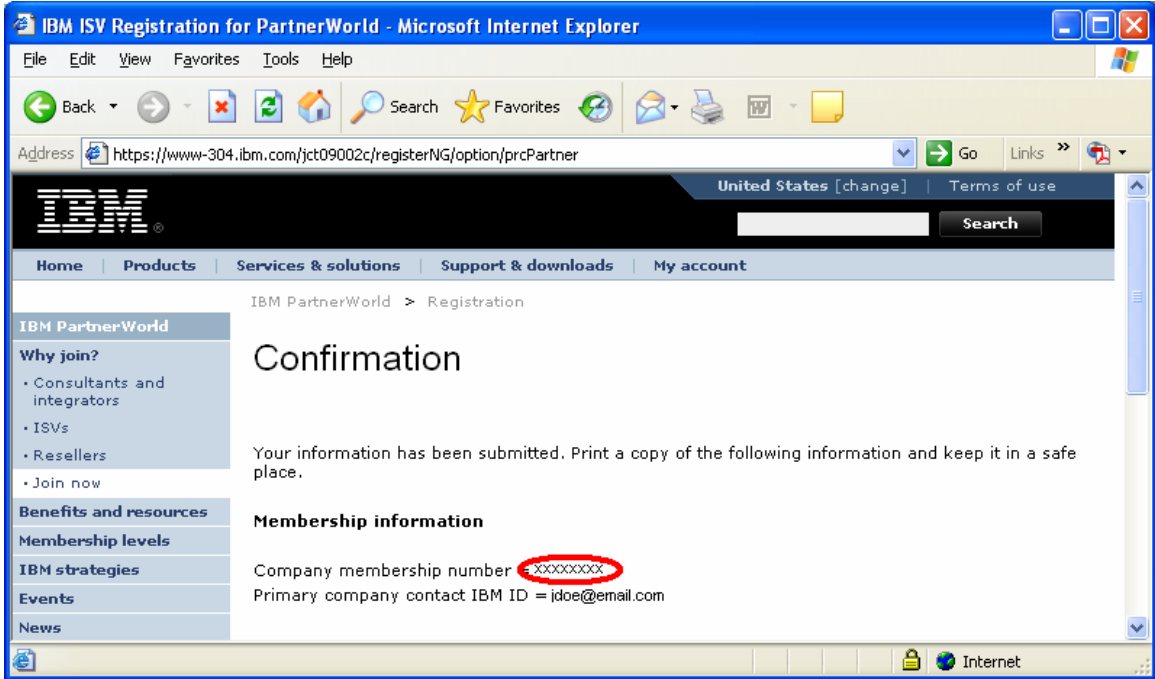 IBM ISV Registration for PartnerWorld - Microsoft Internet Explorer
File Edit View Favorites Tools Help
Back Search Favorites
Address https://www-304.ibm.com/jct09002c/registerNG/option/prcPartner Go Links »
United States [change] | Terms of use
IBM®
Search
Home | Products | Services & solutions | Support & downloads | My account
IBM PartnerWorld > Registration
IBM PartnerWorld
Why join?
• Consultants and
integrators
• ISVs
• Resellers
• Join now
Benefits and resources
Membership levels
IBM strategies
Events
News
Confirmation
Your information has been submitted. Print a copy of the following information and keep it in a safe
place.
Membership information
Company membership number = XXXXXXXX
Primary company contact IBM ID = jdoe@email.com
Internet